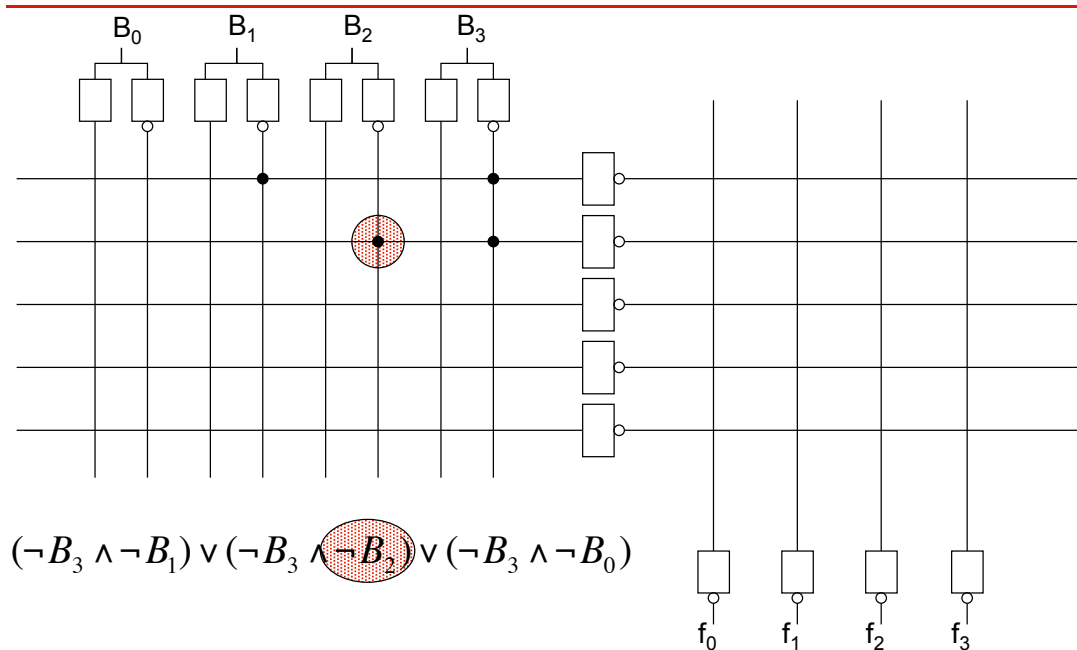 B₀ B₁ B₂ B₃
(¬B₃ ∧ ¬B₁) ∨ (¬B₃ ∧ ¬B₂) ∨ (¬B₃ ∧ ¬B₀)
f₀ f₁ f₂ f₃